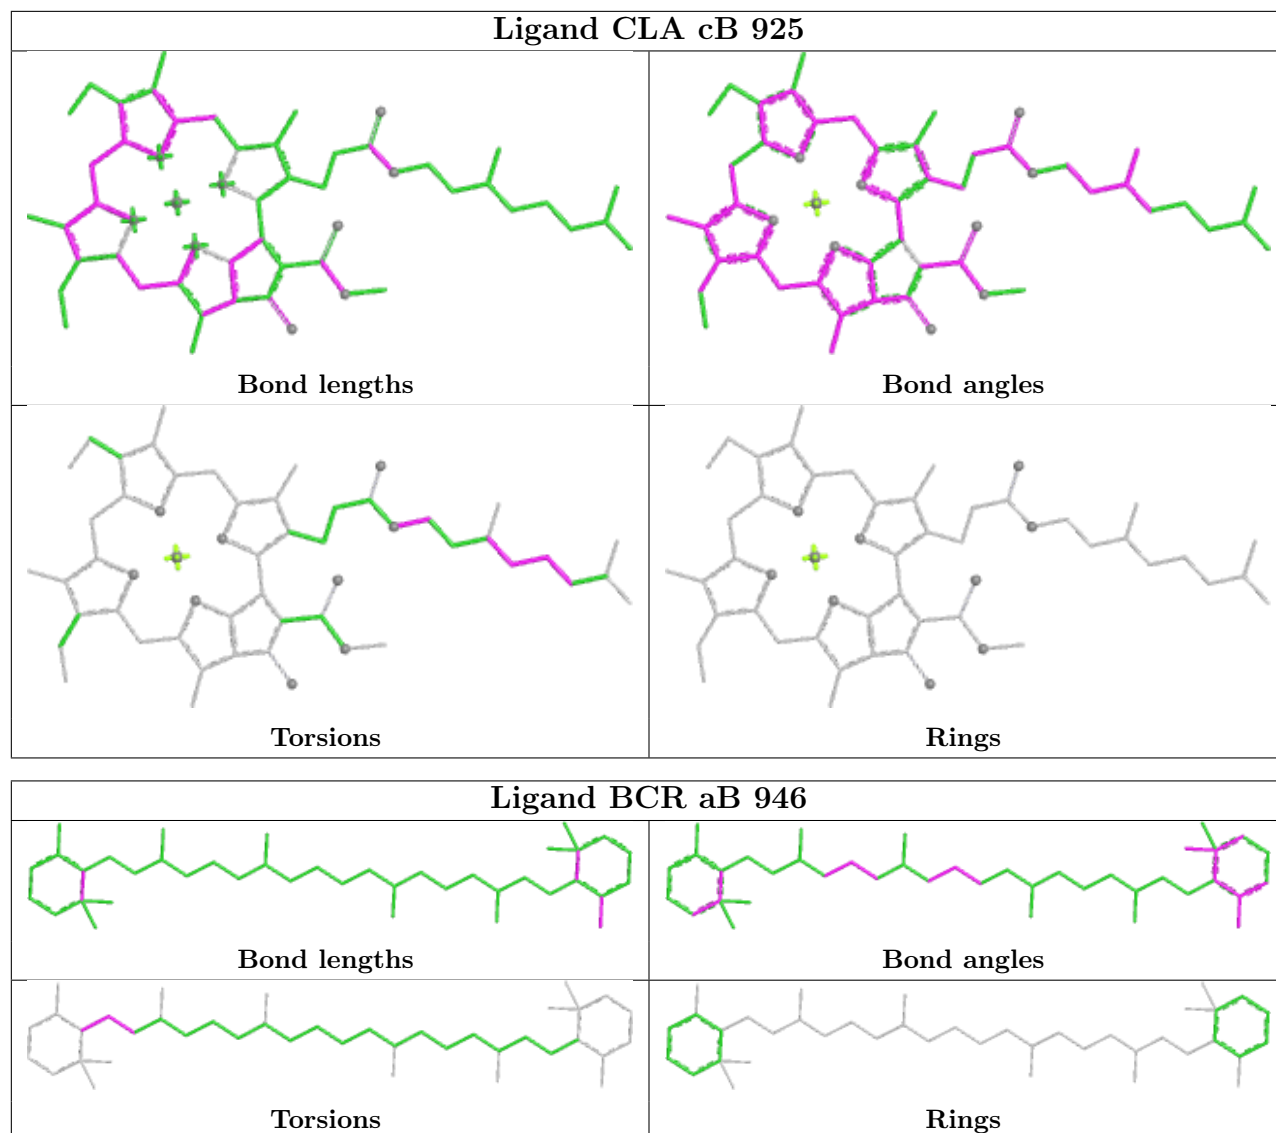 Ligand CLA cB 925
Bond lengths
Bond angles
Torsions
Rings
Ligand BCR aB 946
Bond lengths
Bond angles
Torsions
Rings